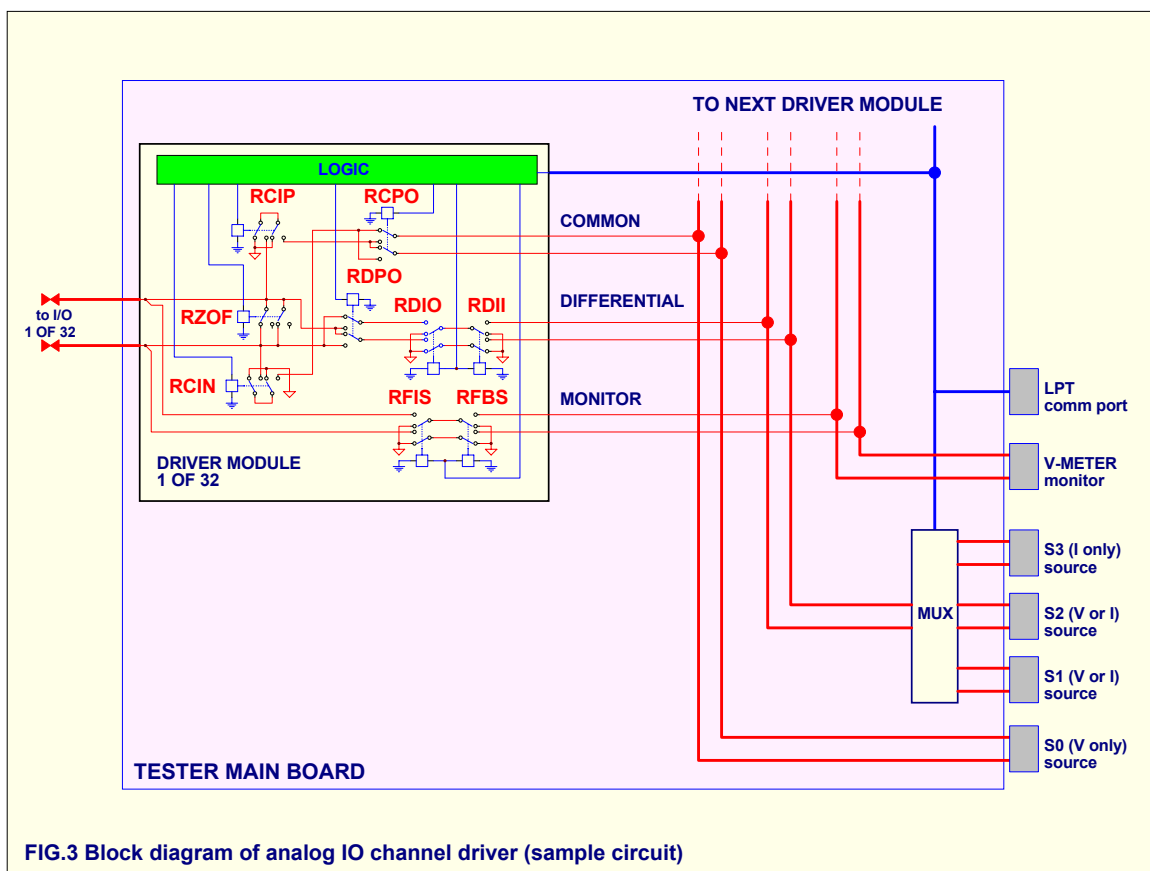 TO NEXT DRIVER MODULE
LOGIC
RCIP
RCPO
COMMON
RDPO
RDIO
RDII
DIFFERENTIAL
to I/O
1 OF 32
RZOF
RCIN
RFIS
RFBS
MONITOR
DRIVER MODULE
1 OF 32
LPT
comm port
V-METER
monitor
S3 (I only)
source
MUX
S2 (V or I)
source
S1 (V or I)
source
S0 (V only)
source
TESTER MAIN BOARD
FIG.3 Block diagram of analog IO channel driver (sample circuit)